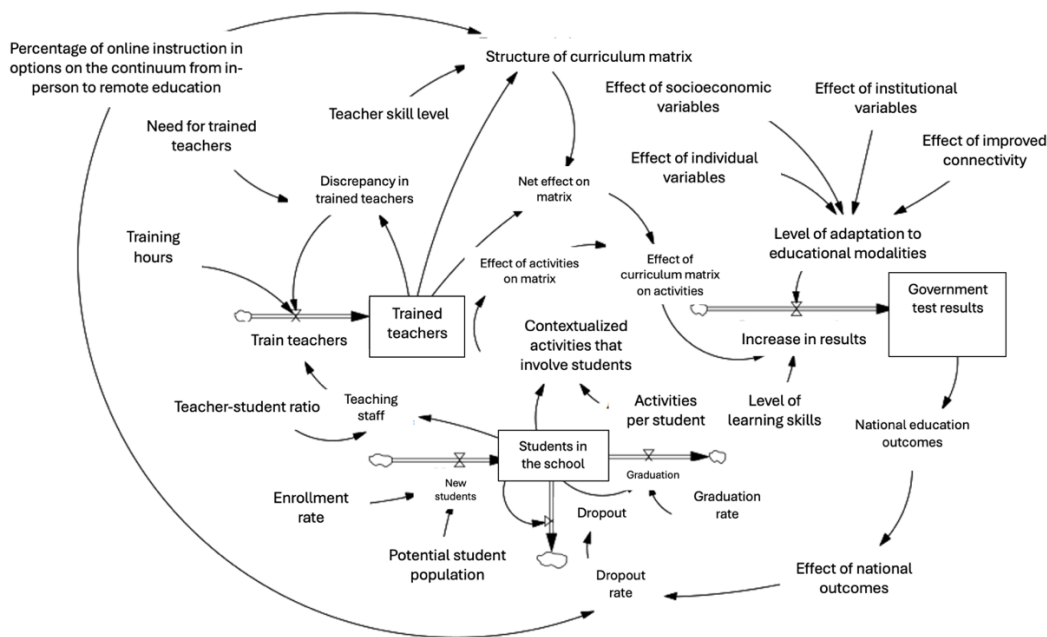 Percentage of online instruction in
options on the continuum from in-
person to remote education
Structure of curriculum matrix
Effect of socioeconomic
variables
Effect of institutional
variables
Teacher skill level
Need for trained
teachers
Effect of improved
connectivity
Effect of individual
variables
Discrepancy in
trained teachers
Net effect on
matrix
Training
hours
Level of adaptation to
educational modalities
Effect of activities
on matrix
Effect of
curriculum matrix
on activities
Government
test results
Trained
teachers
Train teachers
Contextualized
activities that
involve students
Increase in results
Teacher-student ratio
Teaching
staff
Activities
per student
Level of
learning skills
National education
outcomes
Students in
the school
New
students
Graduation
Enrollment
rate
Dropout
Graduation
rate
Potential student
population
Dropout
rate
Effect of national
outcomes